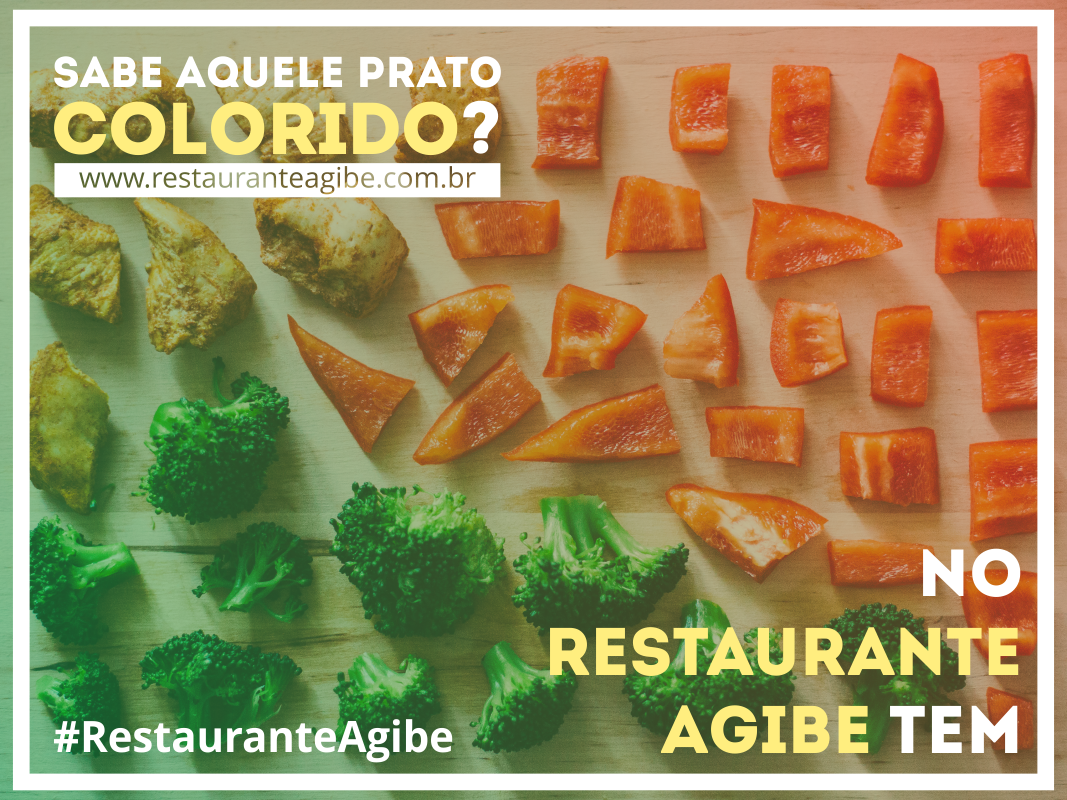 SABE AQUELE PRATO
COLORIDO?
www.restauranteagibe.com.br
NO
RESTAURANTE
AGIBE TEM
#RestauranteAgibe